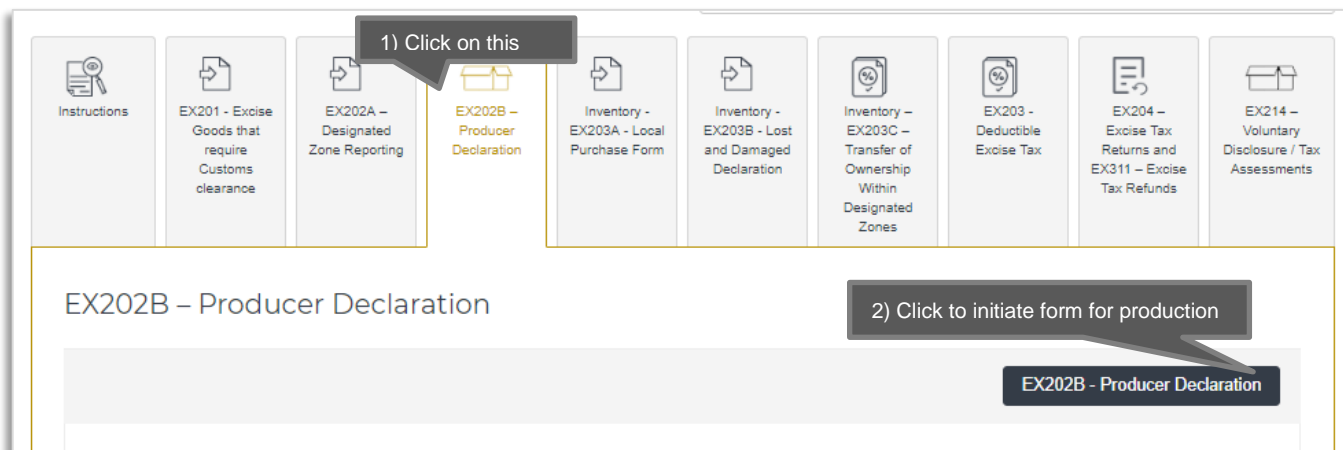 1) Click on this
Instructions
EX201 - Excise
Goods that
require
Customs
clearance
EX202A –
Designated
Zone Reporting
EX202B –
Producer
Declaration
Inventory -
EX203A - Local
Purchase Form
Inventory -
EX203B - Lost
and Damaged
Declaration
Inventory –
EX203C –
Transfer of
Ownership
Within
Designated
Zones
EX203 -
Deductible
Excise Tax
EX204 –
Excise Tax
Returns and
EX311 – Excise
Tax Refunds
EX214 –
Voluntary
Disclosure / Tax
Assessments
EX202B – Producer Declaration
2) Click to initiate form for production
EX202B - Producer Declaration